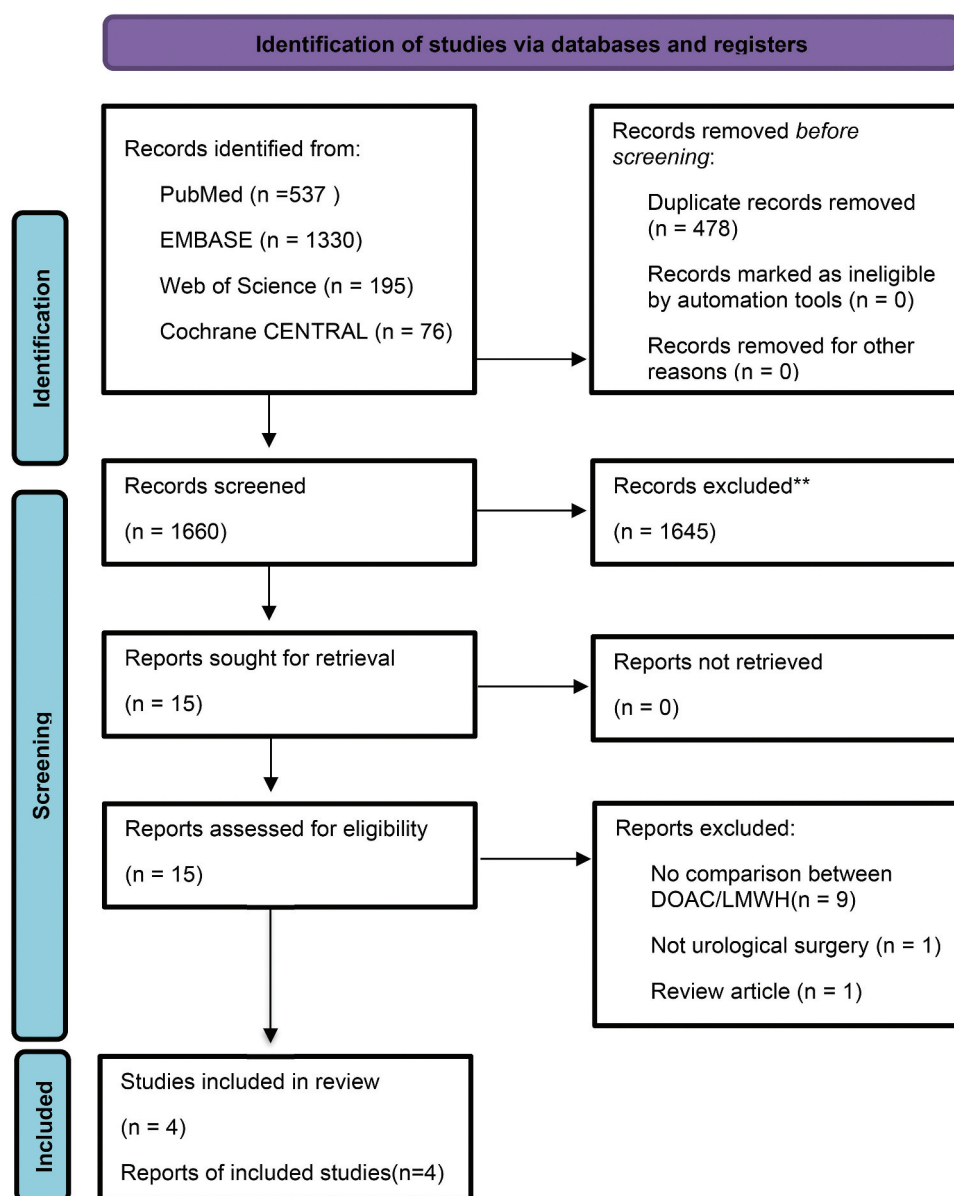 Identification of studies via databases and registers
Identification
Records identified from:
PubMed (n =537 )
EMBASE (n = 1330)
Web of Science (n = 195)
Cochrane CENTRAL (n = 76)
Records removed before
screening:
Duplicate records removed
(n = 478)
Records marked as ineligible
by automation tools (n = 0)
Records removed for other
reasons (n = 0)
Screening
Records screened
(n = 1660)
Records excluded**
(n = 1645)
Reports sought for retrieval
(n = 15)
Reports not retrieved
(n = 0)
Reports assessed for eligibility
(n = 15)
Reports excluded:
No comparison between
DOAC/LMWH(n = 9)
Not urological surgery (n = 1)
Review article (n = 1)
Included
Studies included in review
(n = 4)
Reports of included studies(n=4)